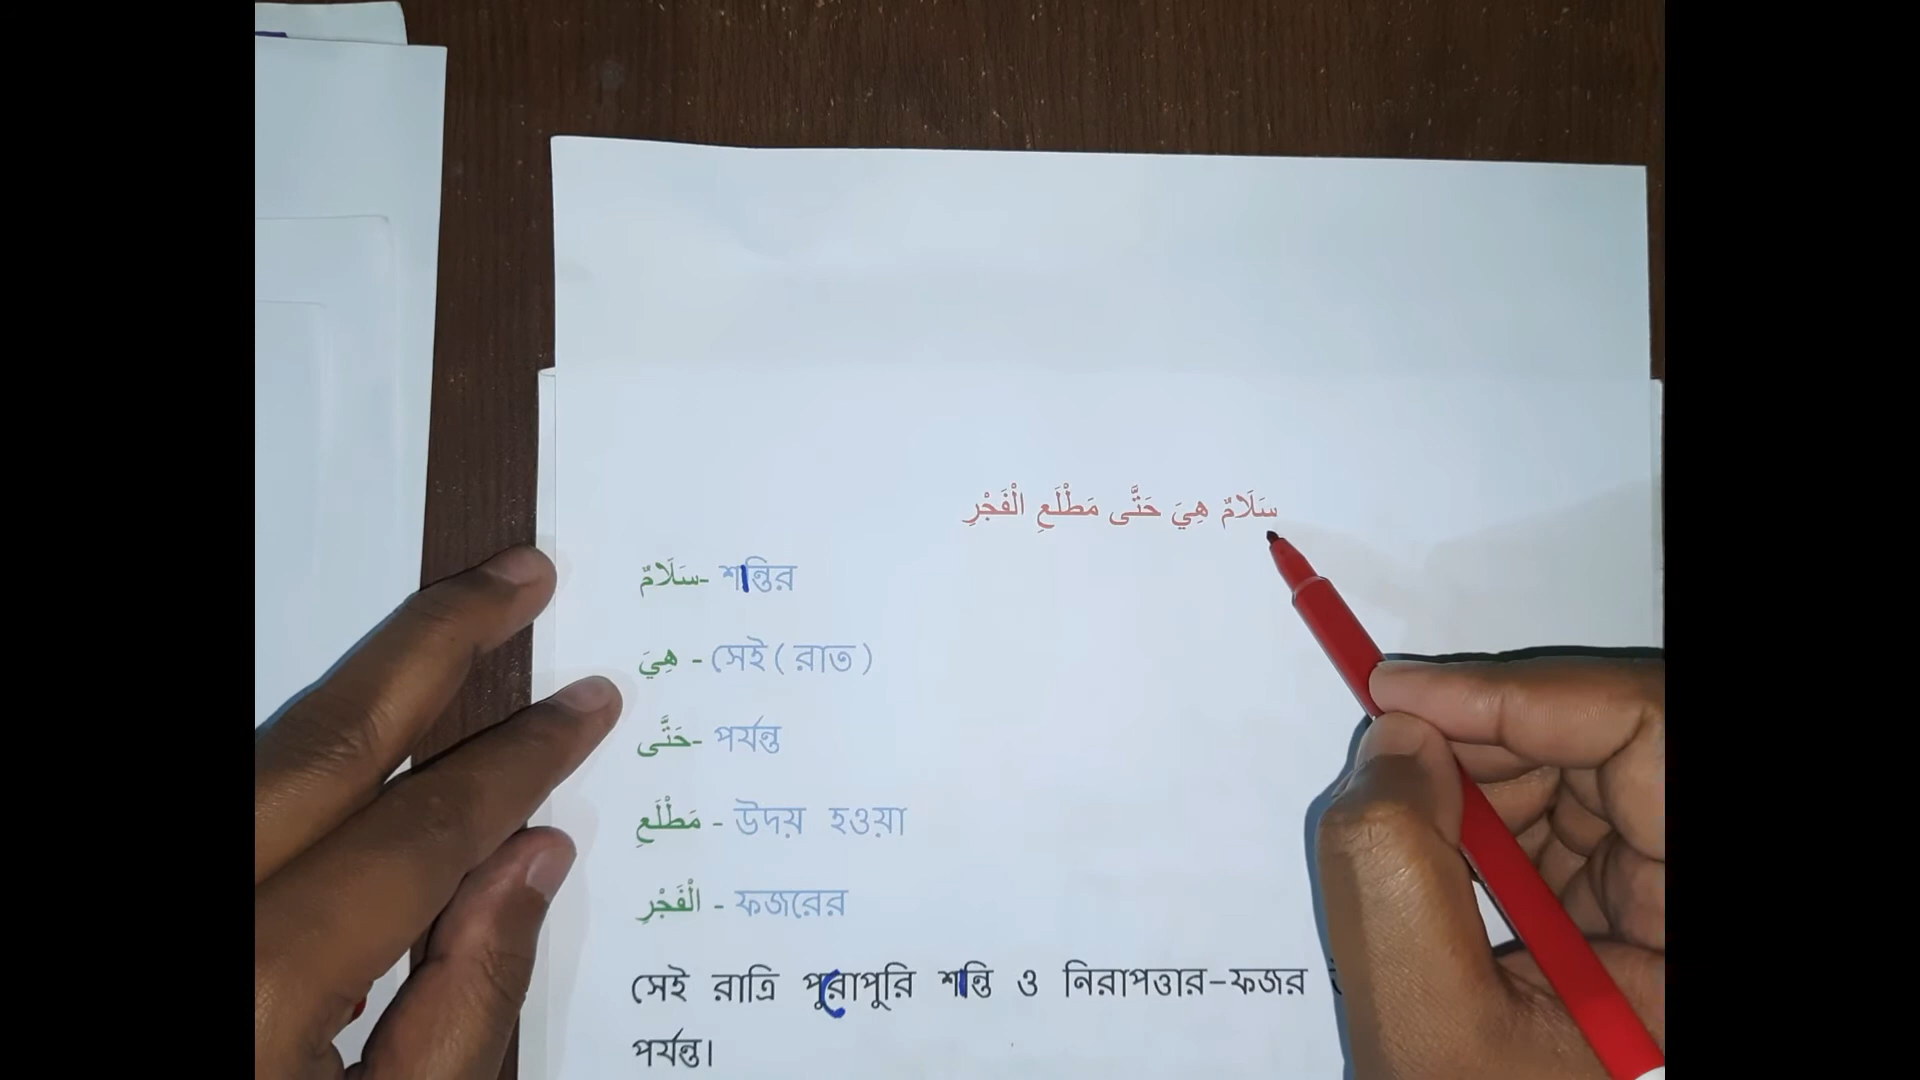 سَلَامٌ هِيَ حَتَّى مَطْلَعِ الْفَجْرِ
سَلَامٌ- শান্তির
هِيَ - সেই(রাত)
حَتَّى- পর্যন্ত
مَطْلَعِ - উদয় হওয়া
الْفَجْرِ - ফজরের
সেই রাত্রি পুরোপুরি শান্তি ও নিরাপত্তার-ফজর
পর্যন্ত।